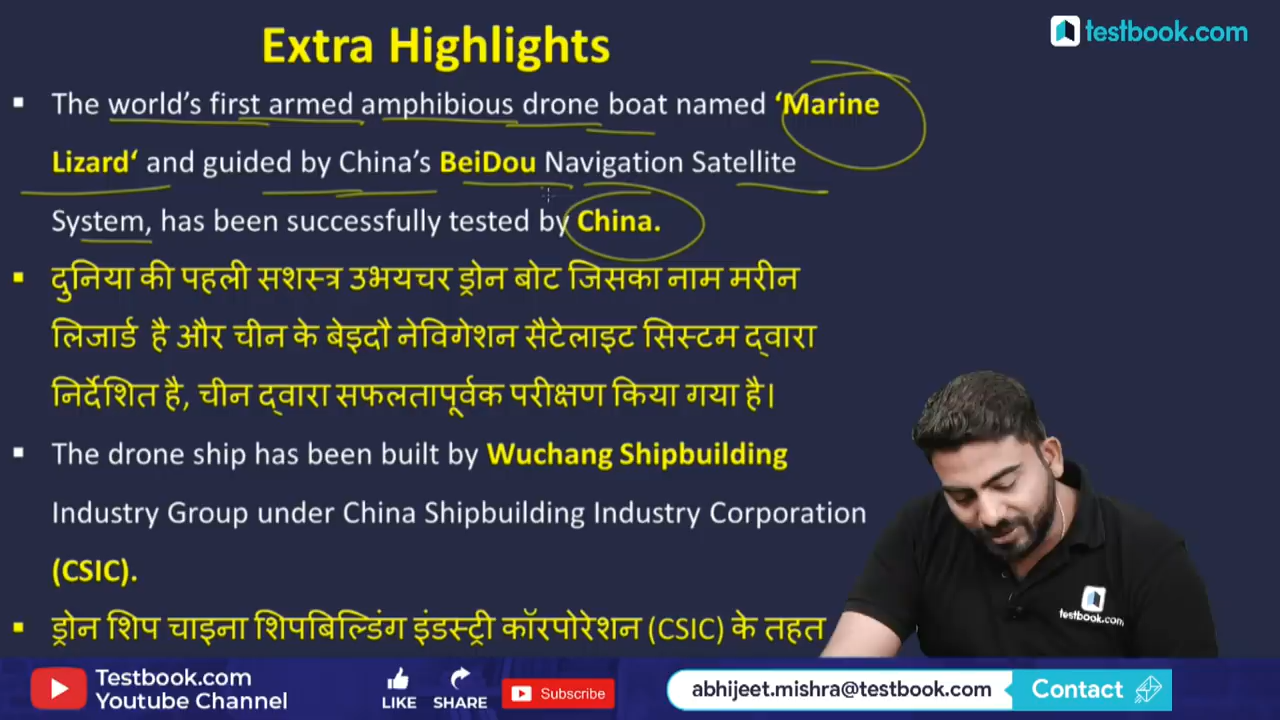 Extra Highlights
testbook.com
▪ The world's first armed amphibious drone boat named ‘Marine
Lizard‘ and guided by China's BeiDou Navigation Satellite
System, has been successfully tested by China.
▪ दुनिया की पहली सशस्त्र उभयचर ड्रोन बोट जिसका नाम मरीन
लिजार्ड है और चीन के बेइदौ नेविगेशन सैटेलाइट सिस्टम द्वारा
निर्देशित है, चीन द्वारा सफलतापूर्वक परीक्षण किया गया है।
▪ The drone ship has been built by Wuchang Shipbuilding
Industry Group under China Shipbuilding Industry Corporation
(CSIC).
▪ ड्रोन शिप चाइना शिपबिल्डिंग इंडस्ट्री कॉरपोरेशन (CSIC) के तहत
testbook.com
Testbook.com
Youtube Channel
LIKE
SHARE
Subscribe
abhijeet.mishra@testbook.com
Contact